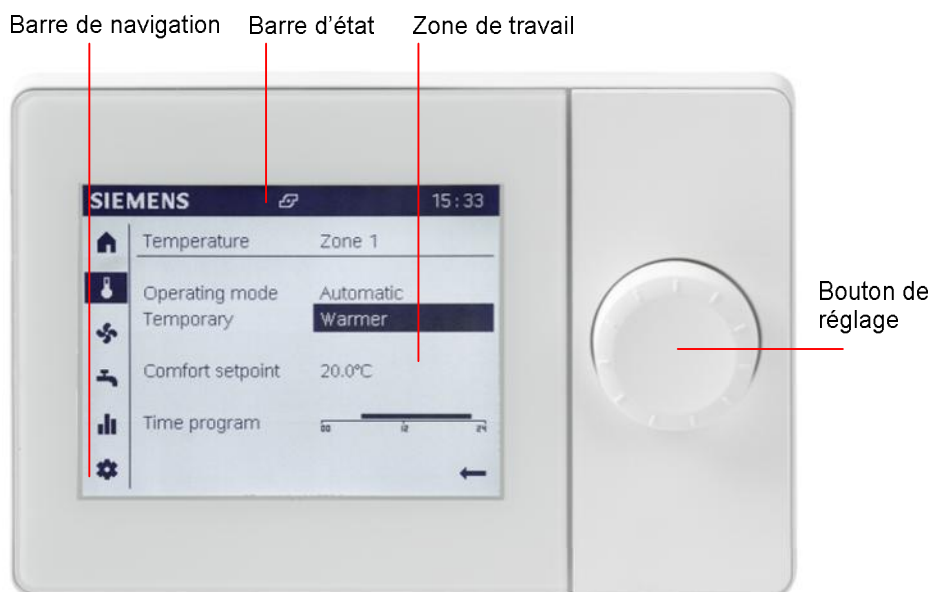 Barre de navigation Barre d'état Zone de travail
SIEMENS 15:33
Temperature Zone 1
Operating mode Automatic
Temporary Warmer
Comfort setpoint 20.0°C
Time program 00 12 24
Bouton de
réglage